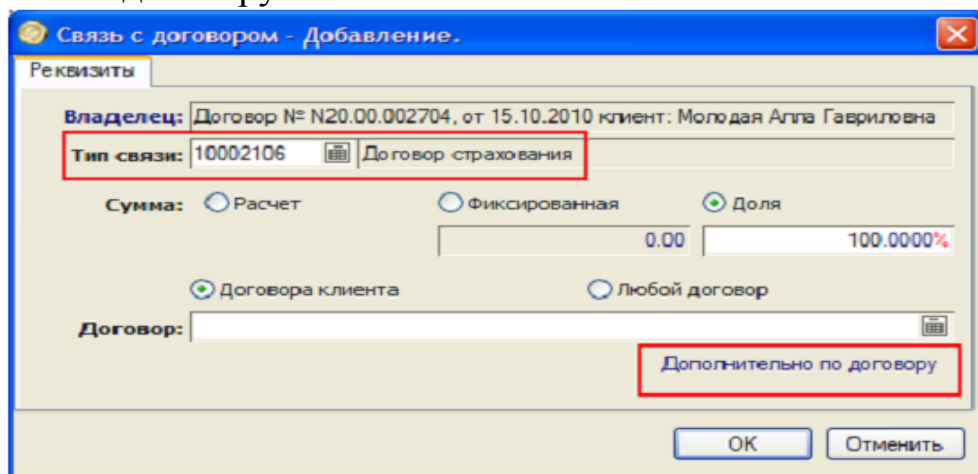 Связь с договором - Добавление.
Реквизиты
Владелец: Договор № N20.00.002704, от 15.10.2010 клиент: Молодая Алла Гавриловна
Тип связи: 10002106 Договор страхования
Сумма: Расчет Фиксированная Доля
0.00 100.0000%
Договора клиента Любой договор
Договор:
Дополнительно по договору
OK Отменить